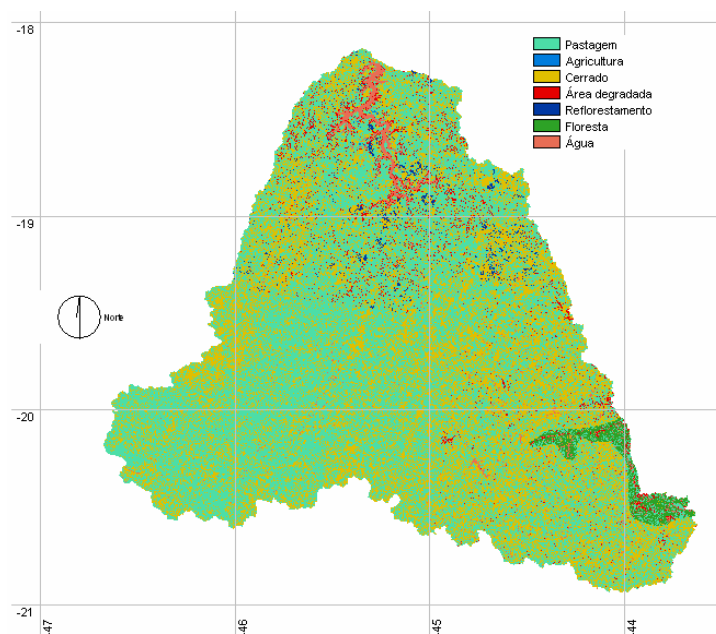 -18
Pastagem
Agricultura
Cerrado
Área degradada
Reflorestamento
Floresta
Água
-19
Norte
-20
-21
-47
-46
-45
-44